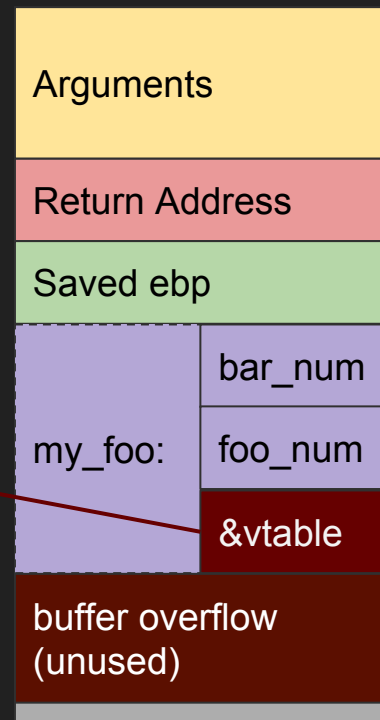 Arguments
Return Address
Saved ebp
bar_num
my_foo:
foo_num
&vtable
buffer overflow
(unused)